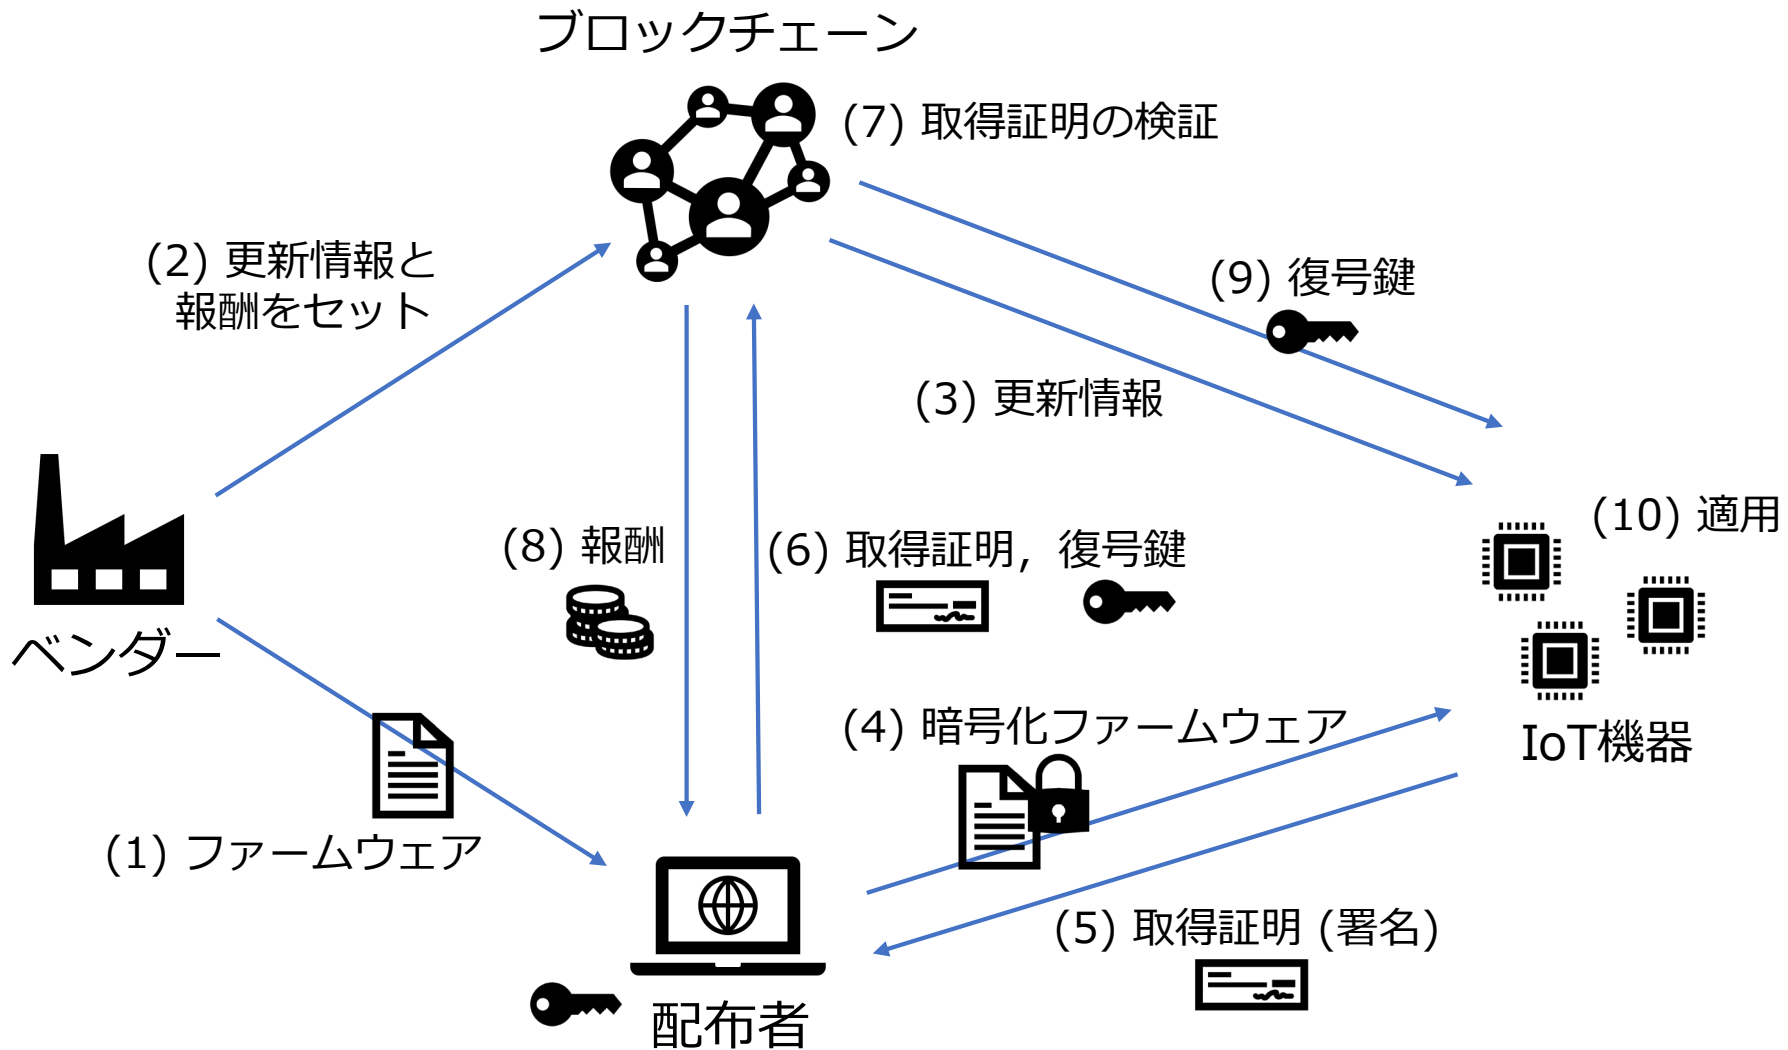 ブロックチェーン
(7) 取得証明の検証
(2) 更新情報と
報酬をセット
(9) 復号鍵
(3) 更新情報
(10) 適用
(8) 報酬
(6) 取得証明，復号鍵
ベンダー
(4) 暗号化ファームウェア
IoT機器
(1) ファームウェア
(5) 取得証明 (署名)
配布者